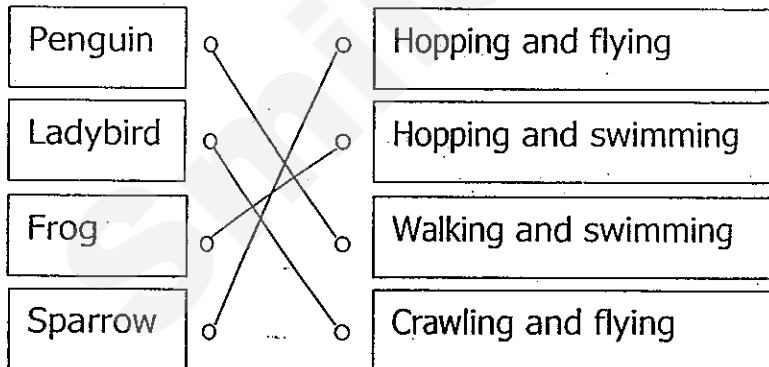 Penguin
Hopping and flying
Ladybird
Hopping and swimming
Frog
Walking and swimming
Sparrow
Crawling and flying